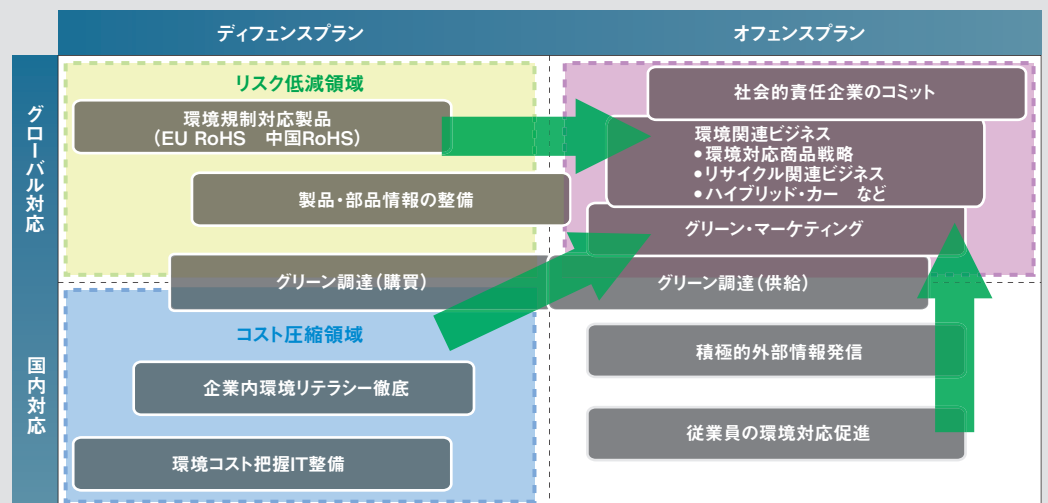 ディフェンスプラン
オフェンスプラン
グローバル対応
リスク低減領域
環境規制対応製品
（EU RoHS　中国RoHS）
製品・部品情報の整備
グリーン調達（購買）
社会的責任企業のコミット
環境関連ビジネス
●環境対応商品戦略
●リサイクル関連ビジネス
●ハイブリッド・カー　など
グリーン・マーケティング
グリーン調達（供給）
国内対応
コスト圧縮領域
企業内環境リテラシー徹底
環境コスト把握IT整備
積極的外部情報発信
従業員の環境対応促進